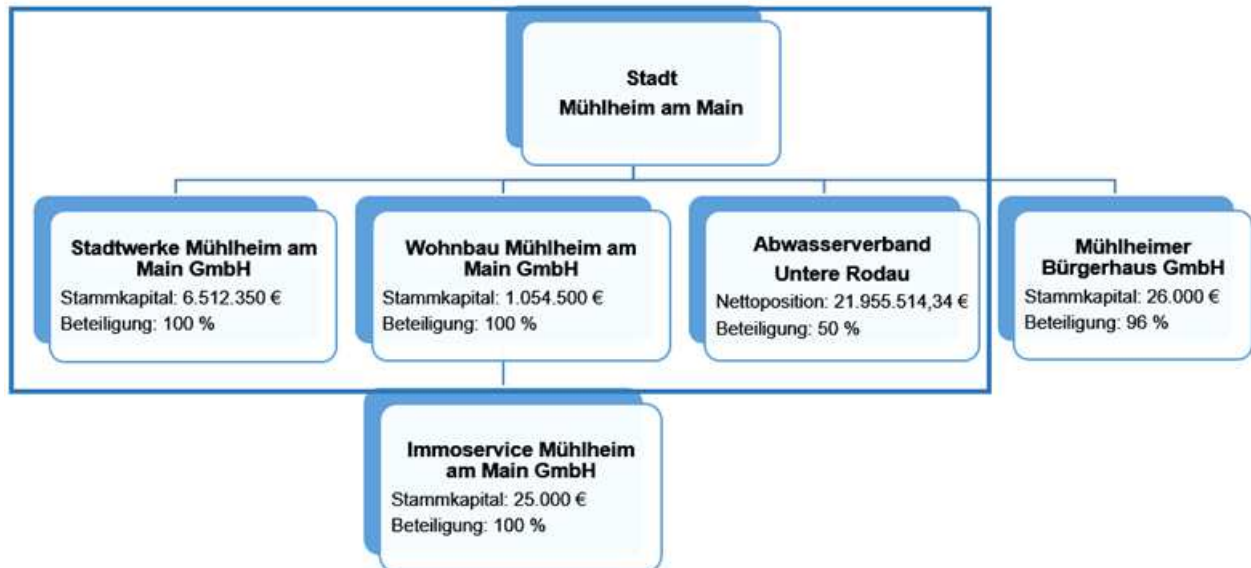 Stadt
Mühlheim am Main
Stadtwerke Mühlheim am
Main GmbH
Stammkapital: 6.512.350 €
Beteiligung: 100 %
Wohnbau Mühlheim am
Main GmbH
Stammkapital: 1.054.500 €
Beteiligung: 100 %
Abwasserverband
Untere Rodau
Nettoposition: 21.955.514,34 €
Beteiligung: 50 %
Mühlheimer
Bürgerhaus GmbH
Stammkapital: 26.000 €
Beteiligung: 96 %
Immoservice Mühlheim
am Main GmbH
Stammkapital: 25.000 €
Beteiligung: 100 %